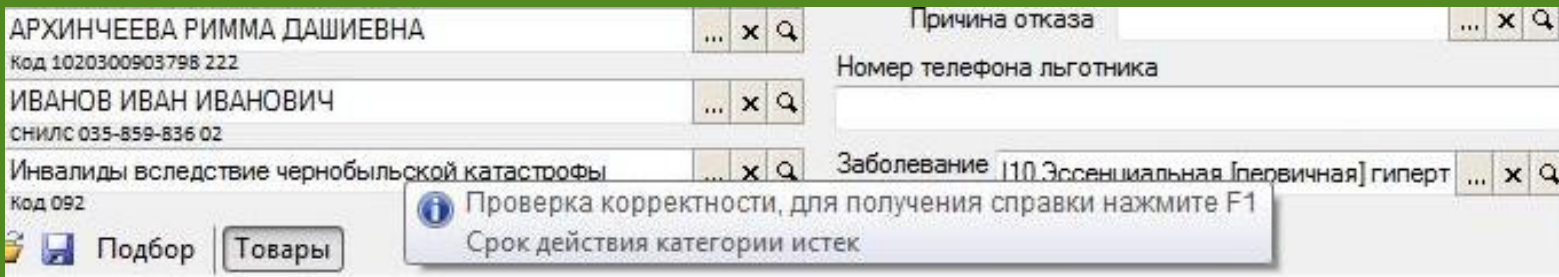 АРХИНЧЕЕВА РИММА ДАШИЕВНА ...
Код 1020300903798 222
ИВАНОВ ИВАН ИВАНОВИЧ ...
СНИЛС 035-859-836 02
Инвалиды вследствие чернобыльской катастрофы ...
Код 092
Причина отказа ...
Номер телефона льготника
Заболевание I10 Эссенциальная [первичная] гиперт ...
Проверка корректности, для получения справки нажмите F1
Срок действия категории истек
Подбор Товары